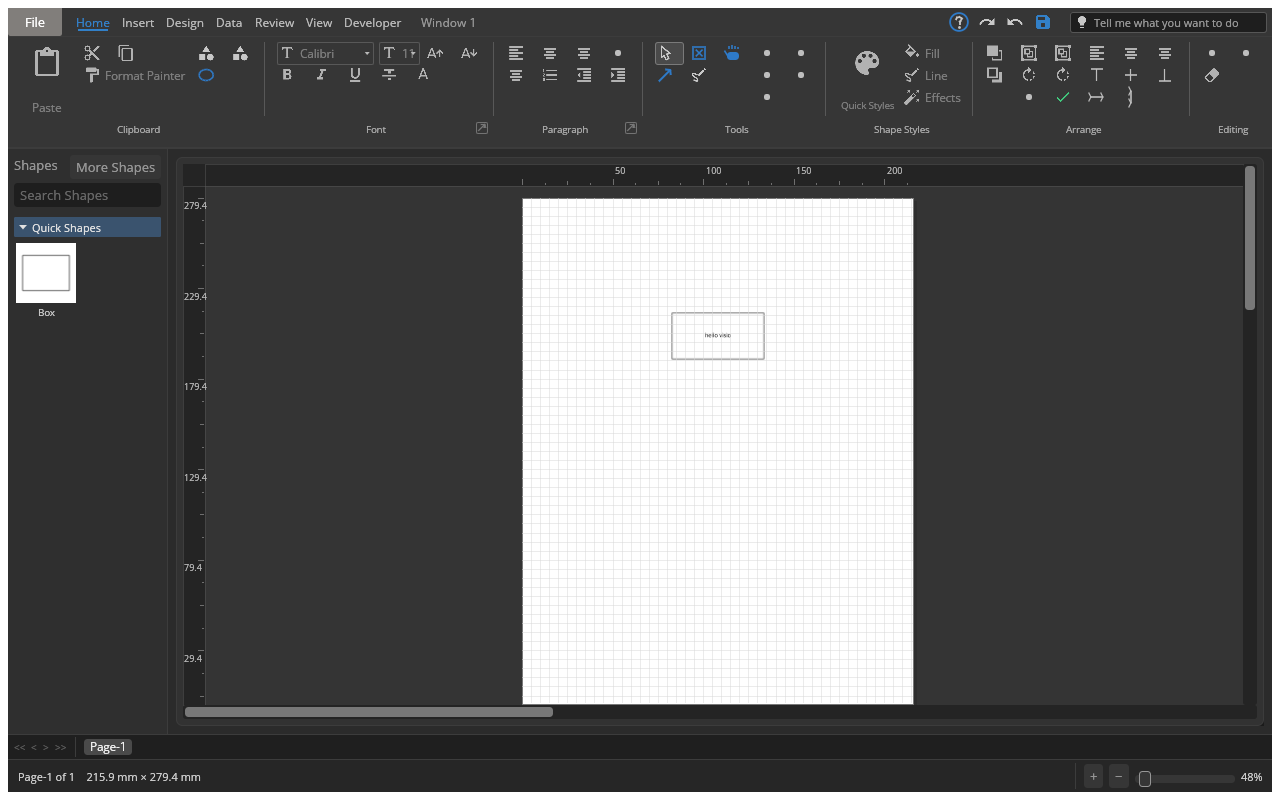 File Home Insert Design Data Review View Developer Window 1 ? Tell me what you want to do
Calibri 11
Format Painter B I U A
Fill
Line
Paste Quick Styles Effects
Clipboard Font Paragraph Tools Shape Styles Arrange Editing
Shapes More Shapes
Search Shapes
Quick Shapes
Box
50 100 150 200
279.4
229.4
179.4
129.4
79.4
29.4
hello visio
<< < > >> Page-1
Page-1 of 1 215.9 mm × 279.4 mm + − 48%